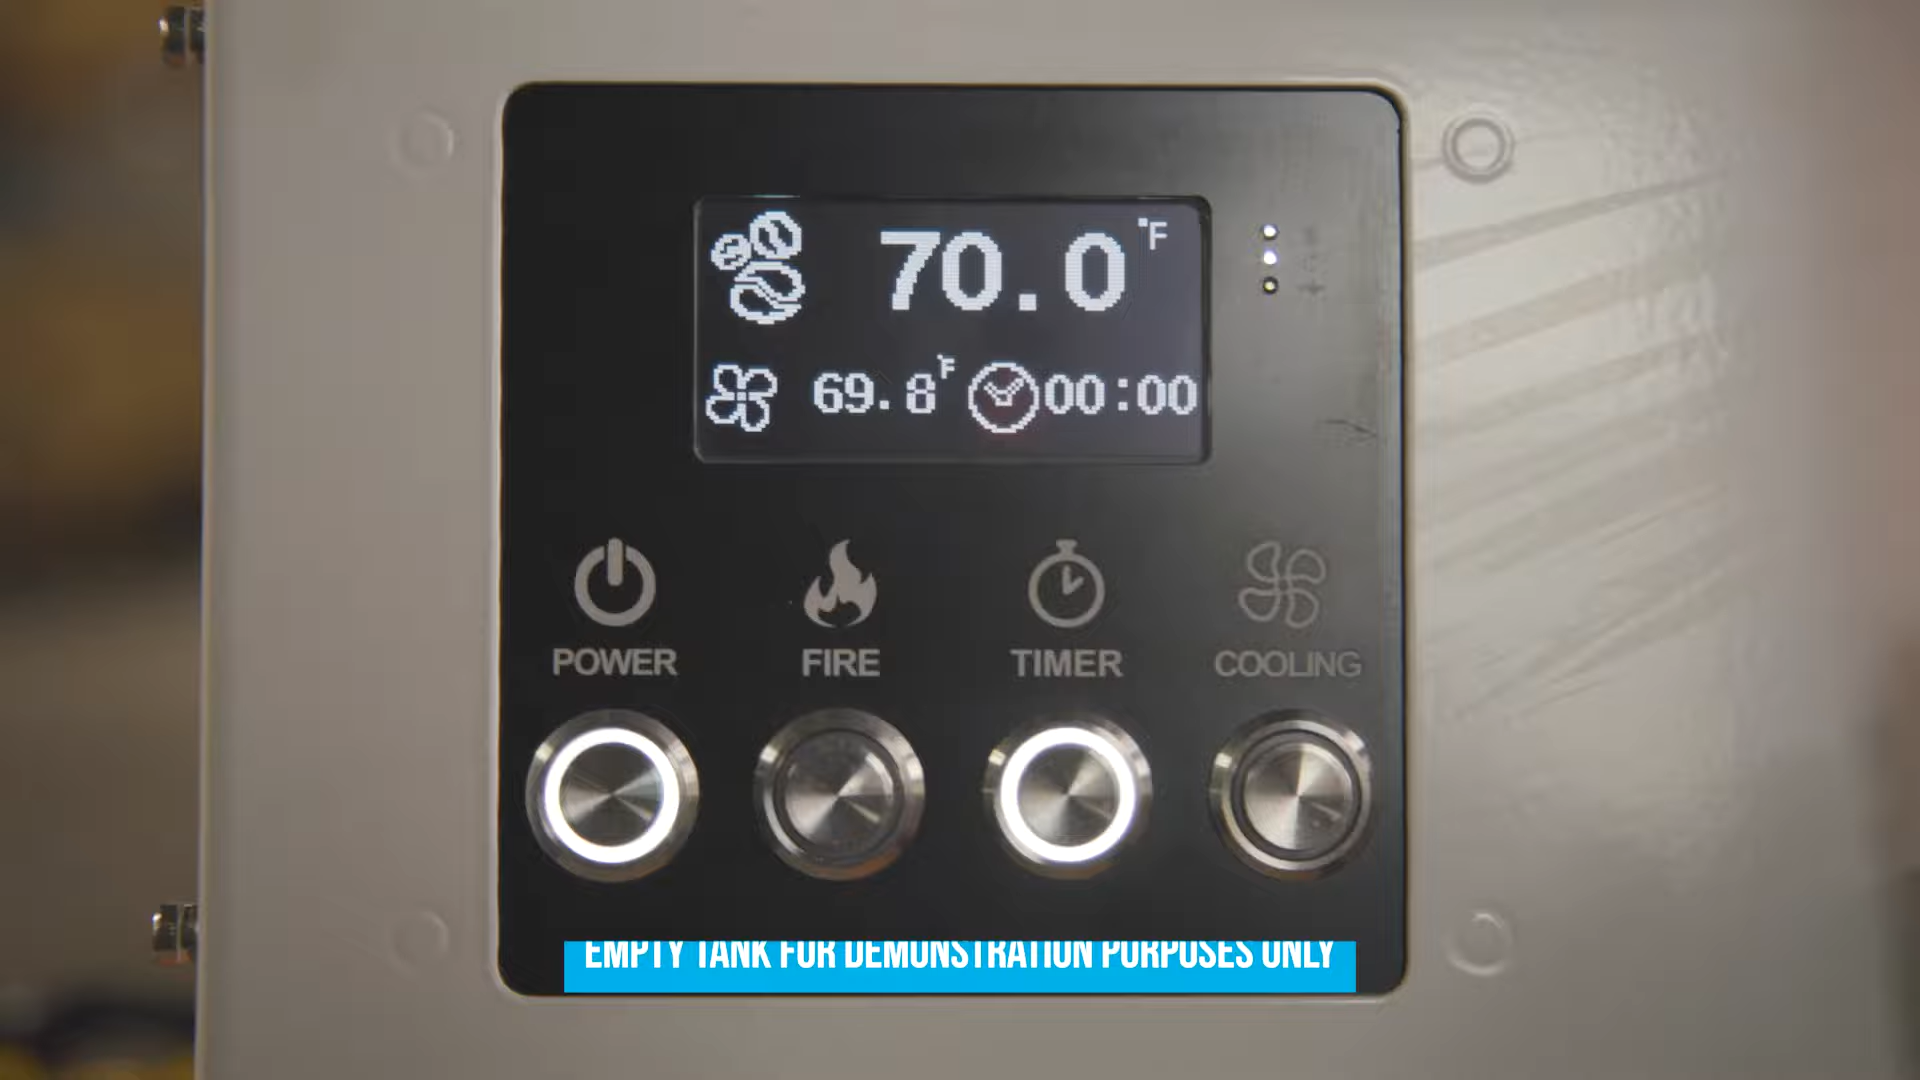 70.0 °F
69.8 °F 00:00
POWER FIRE TIMER COOLING
EMPTY TANK FOR DEMONSTRATION PURPOSES ONLY